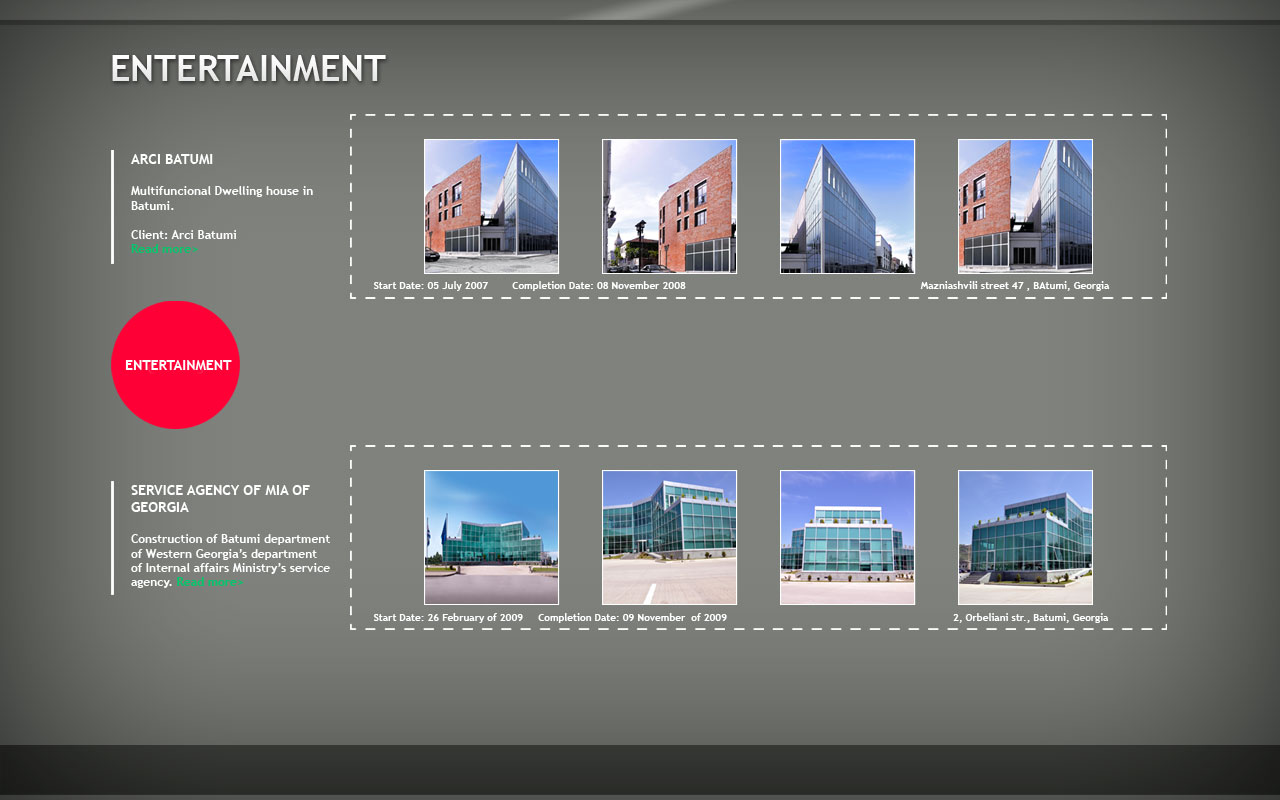 ENTERTAINMENT
ARCI BATUMI
Multifuncional Dwelling house in
Batumi.
Client: Arci Batumi
Read more>
Start Date: 05 July 2007 Completion Date: 08 November 2008 Mazniashvili street 47 , BAtumi, Georgia
ENTERTAINMENT
SERVICE AGENCY OF MIA OF
GEORGIA
Construction of Batumi department
of Western Georgia's department
of Internal affairs Ministry's service
agency. Read more>
Start Date: 26 February of 2009 Completion Date: 09 November of 2009 2, Orbeliani str., Batumi, Georgia